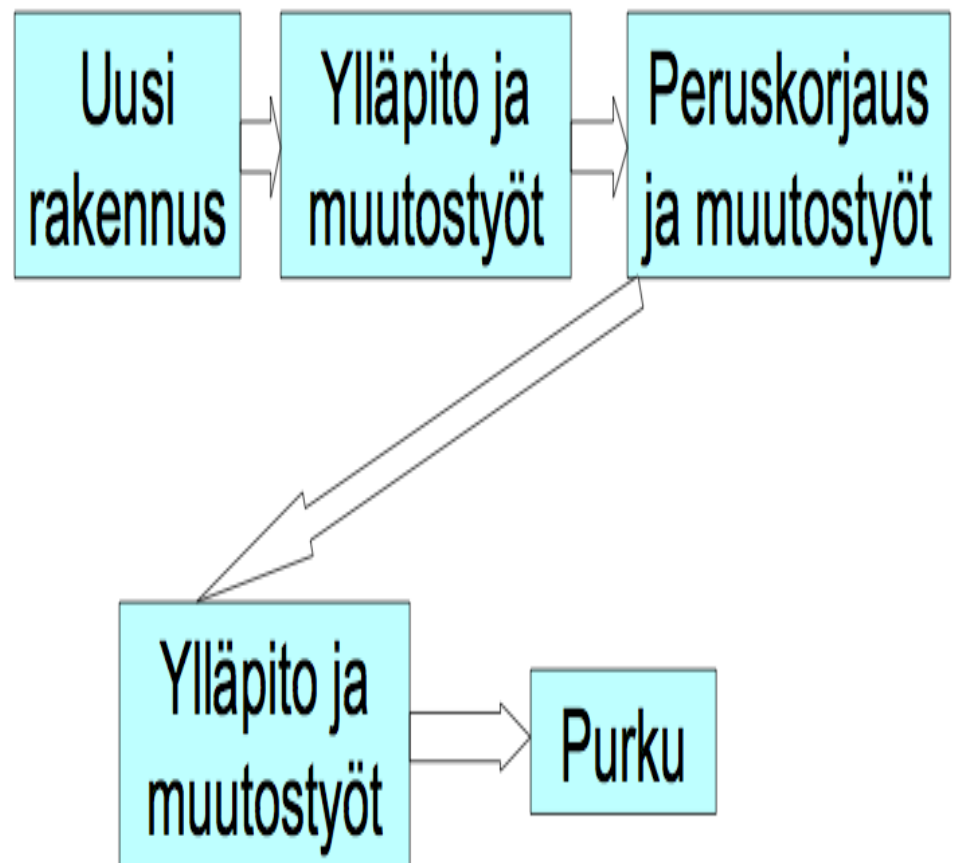 Uusi
rakennus
Ylläpito ja
muutostyöt
Peruskorjaus
ja muutostyöt
Ylläpito ja
muutostyöt
Purku